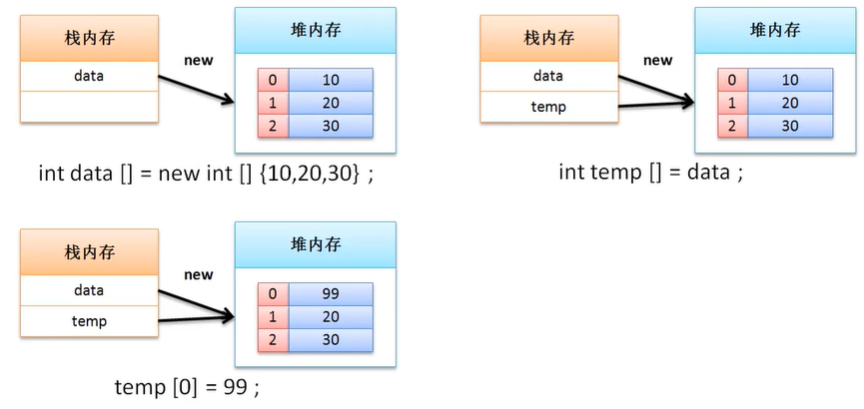 栈内存
data
new
堆内存
0 10
1 20
2 30
int data [] = new int [] {10,20,30} ;
栈内存
data
temp
new
堆内存
0 10
1 20
2 30
int temp [] = data ;
栈内存
data
temp
new
堆内存
0 99
1 20
2 30
temp [0] = 99 ;